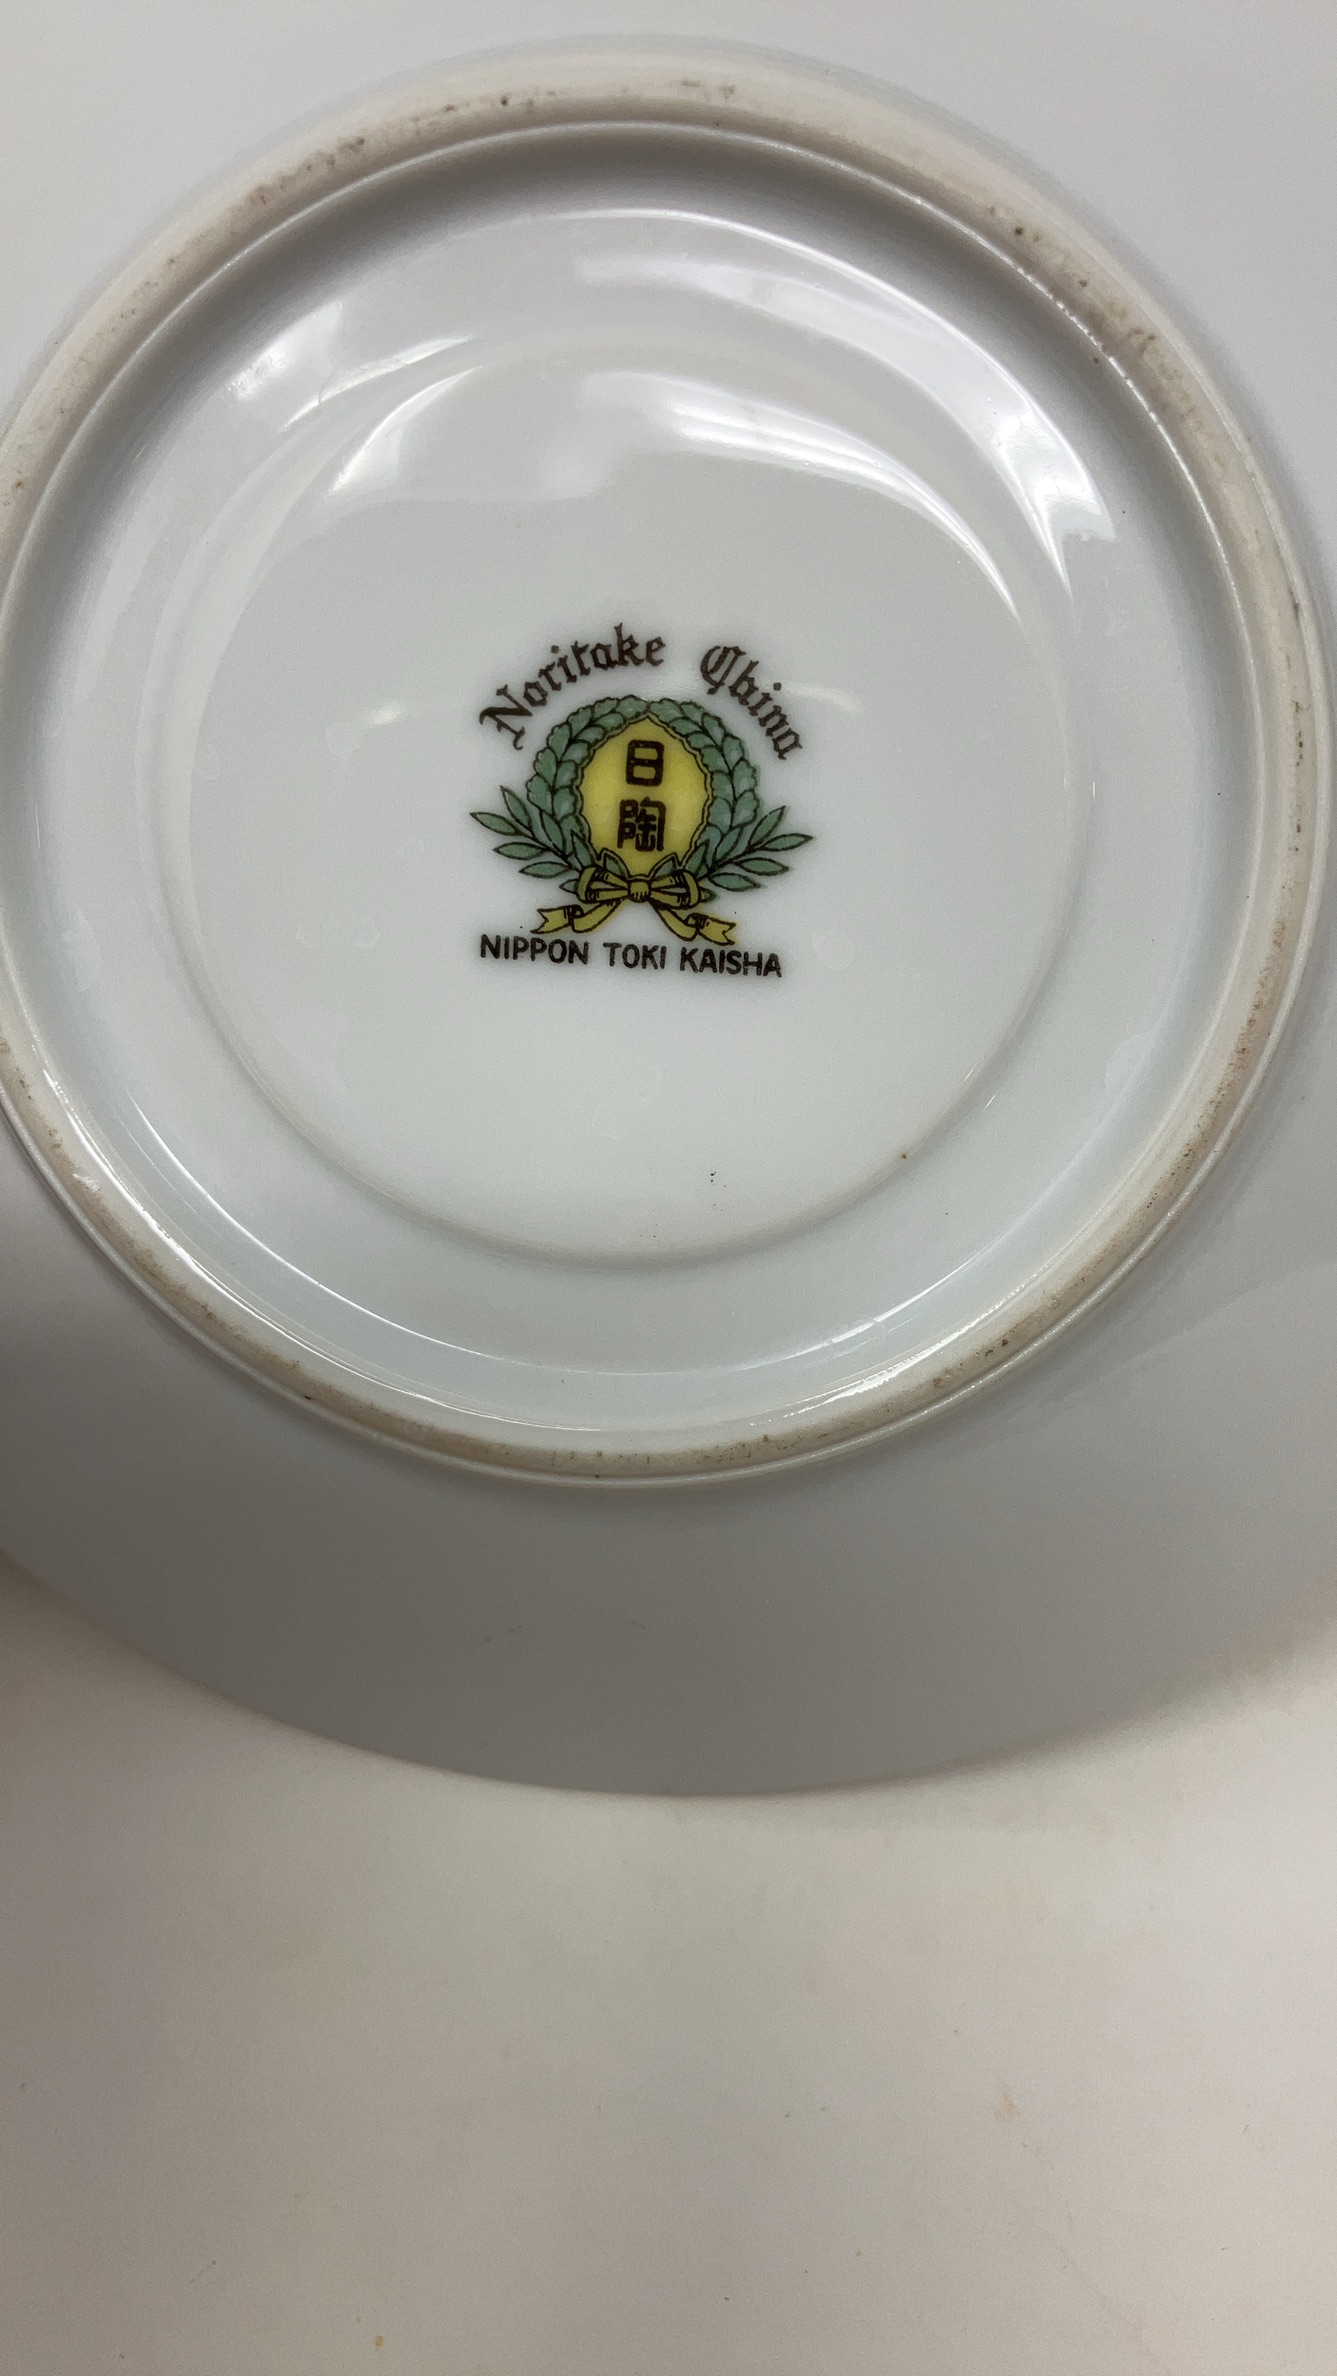 Noritake China
日
陶
NIPPON TOKI KAISHA